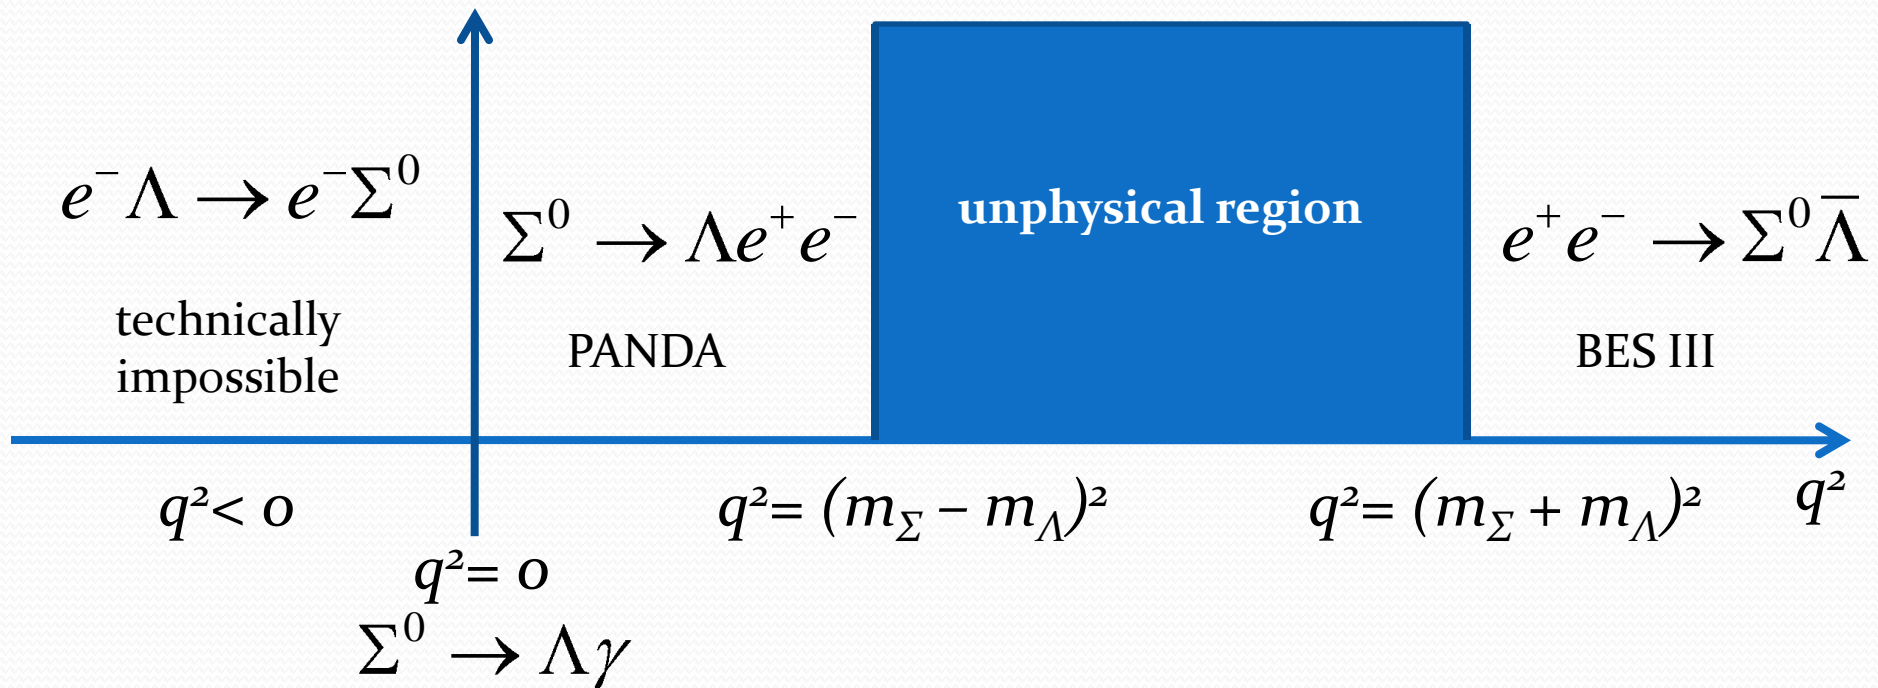 e⁻Λ → e⁻Σ⁰
technically
impossible
Σ⁰ → Λe⁺e⁻
PANDA
unphysical region
e⁺e⁻ → Σ⁰Λ̅
BES III
q²< 0
q²= 0
Σ⁰ → Λγ
q²= (m_Σ − m_Λ)²
q²= (m_Σ + m_Λ)²
q²